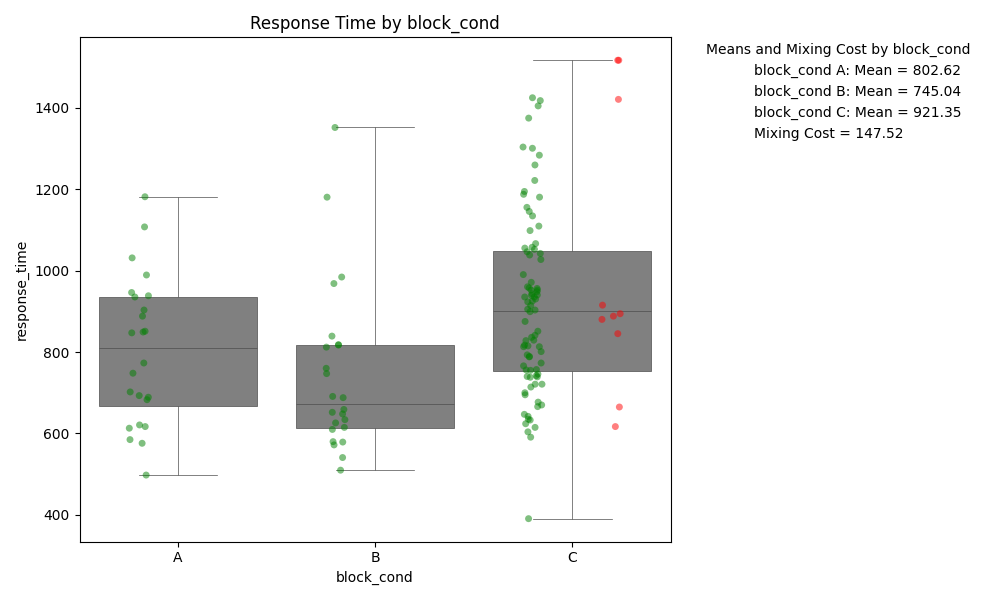 Response Time by block_cond
Means and Mixing Cost by block_cond
block_cond A: Mean = 802.62
block_cond B: Mean = 745.04
block_cond C: Mean = 921.35
Mixing Cost = 147.52
response_time
1400
1200
1000
800
600
400
A
B
C
block_cond